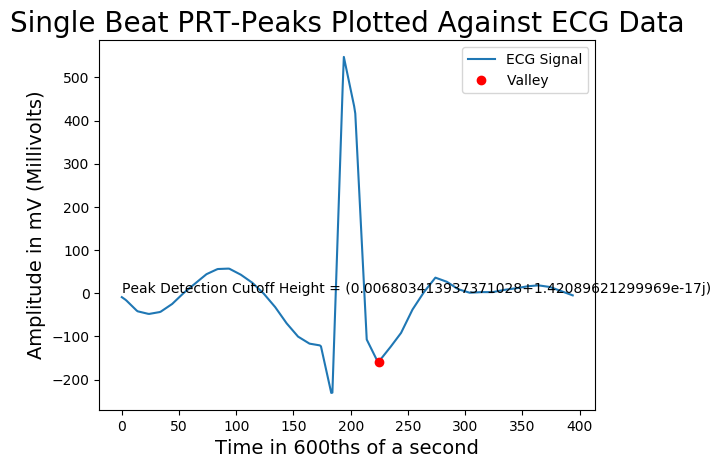 Single Beat PRT-Peaks Plotted Against ECG Data
ECG Signal
Valley
Amplitude in mV (Millivolts)
500
400
300
200
100
0
−100
−200
Peak Detection Cutoff Height = (0.006803413937371028+1.42089621299969e-17j)
0 50 100 150 200 250 300 350 400
Time in 600ths of a second